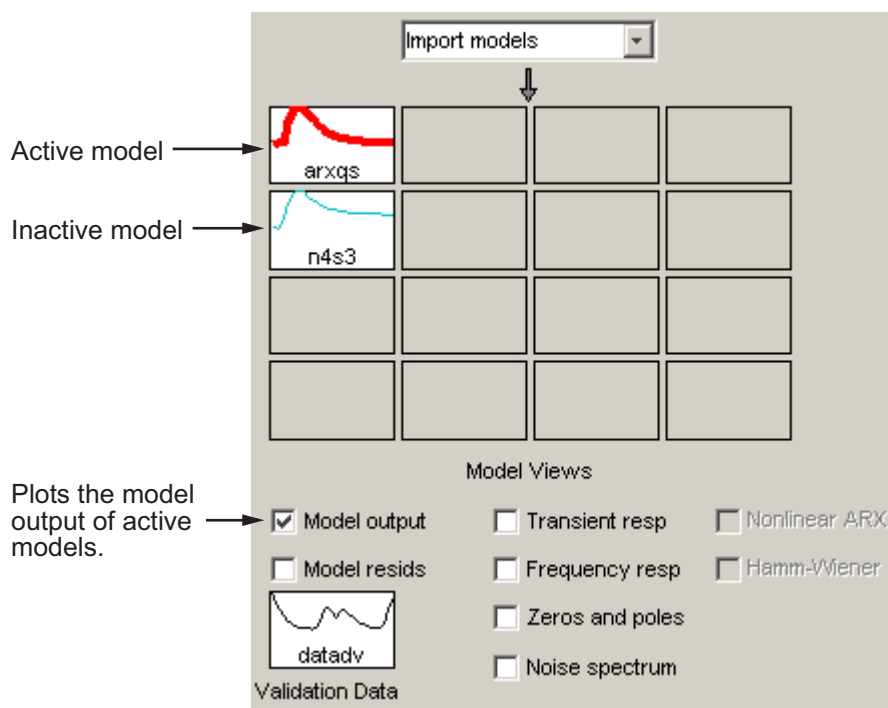 Import models
Active model
arxqs
Inactive model
n4s3
Model Views
Plots the model
output of active
models.
Model output
Transient resp
Nonlinear ARX
Model resids
Frequency resp
Hamm-Wiener
Zeros and poles
datadv
Noise spectrum
Validation Data